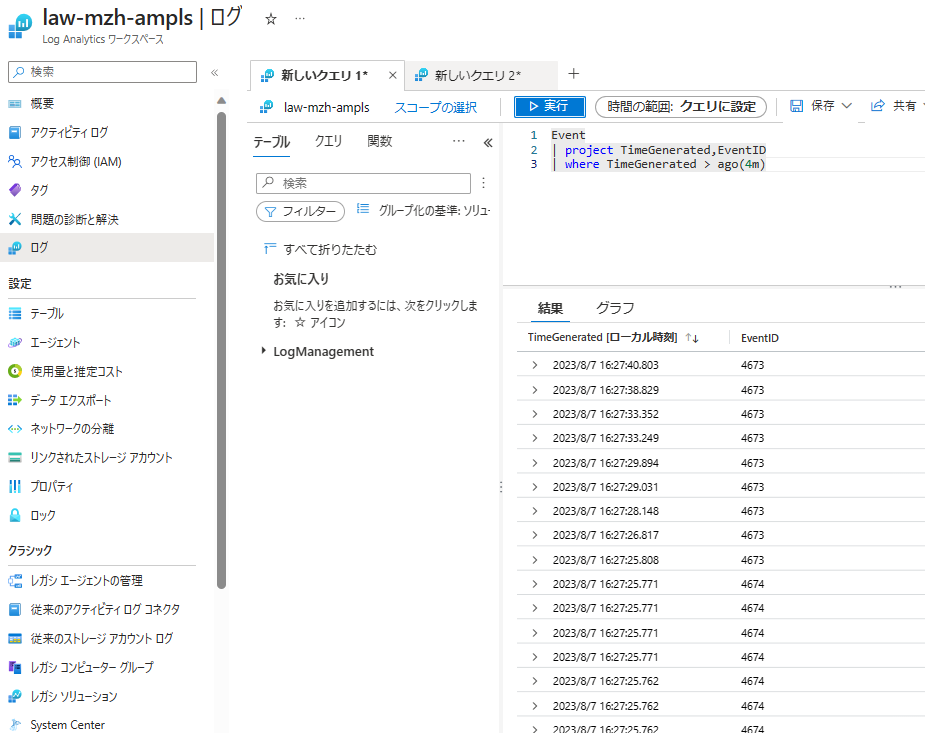 law-mzh-ampls | ログ ☆ ···
Log Analytics ワークスペース
検索 «
概要
アクティビティ ログ
アクセス制御 (IAM)
タグ
問題の診断と解決
ログ
設定
テーブル
エージェント
使用量と推定コスト
データ エクスポート
ネットワークの分離
リンクされたストレージ アカウント
プロパティ
ロック
クラシック
レガシ エージェントの管理
従来のアクティビティ ログ コネクタ
従来のストレージ アカウント ログ
レガシ コンピューター グループ
レガシ ソリューション
System Center
新しいクエリ 1* × 新しいクエリ 2* +
law-mzh-ampls スコープの選択 実行 時間の範囲: クエリに設定 保存 共有
テーブル クエリ 関数 ··· «
検索
フィルター グループ化の基準: ソリュ
すべて折りたたむ
お気に入り
お気に入りを追加するには、次をクリックしま
す: ☆ アイコン
LogManagement
1 Event
2 | project TimeGenerated,EventID
3 | where TimeGenerated > ago(4m)
結果 グラフ
TimeGenerated [ローカル時刻] ↑↓ EventID
2023/8/7 16:27:40.803 4673
2023/8/7 16:27:38.829 4673
2023/8/7 16:27:33.352 4673
2023/8/7 16:27:33.249 4673
2023/8/7 16:27:29.894 4673
2023/8/7 16:27:29.031 4673
2023/8/7 16:27:28.148 4673
2023/8/7 16:27:26.817 4673
2023/8/7 16:27:25.808 4673
2023/8/7 16:27:25.771 4674
2023/8/7 16:27:25.771 4674
2023/8/7 16:27:25.771 4674
2023/8/7 16:27:25.771 4674
2023/8/7 16:27:25.762 4674
2023/8/7 16:27:25.762 4674
2023/8/7 16:27:25.762 4674